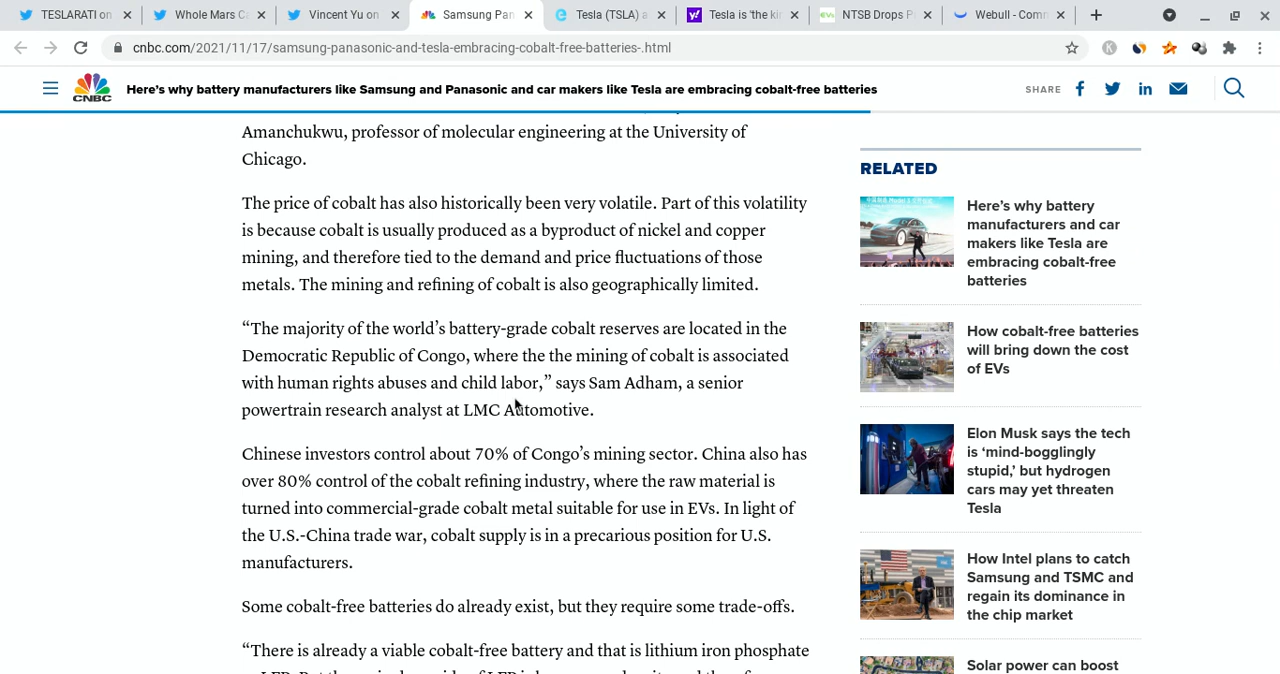 TESLARATI on
Whole Mars C
Vincent Yu on
Samsung Pan
Tesla (TSLA) a
Tesla is 'the ki
NTSB Drops P
Webull - Com
cnbc.com/2021/11/17/samsung-panasonic-and-tesla-embracing-cobalt-free-batteries-.html
CNBC
Here's why battery manufacturers like Samsung and Panasonic and car makers like Tesla are embracing cobalt-free batteries
SHARE
Amanchukwu, professor of molecular engineering at the University of
Chicago.
The price of cobalt has also historically been very volatile. Part of this volatility
is because cobalt is usually produced as a byproduct of nickel and copper
mining, and therefore tied to the demand and price fluctuations of those
metals. The mining and refining of cobalt is also geographically limited.
“The majority of the world’s battery-grade cobalt reserves are located in the
Democratic Republic of Congo, where the the mining of cobalt is associated
with human rights abuses and child labor,” says Sam Adham, a senior
powertrain research analyst at LMC Automotive.
Chinese investors control about 70% of Congo’s mining sector. China also has
over 80% control of the cobalt refining industry, where the raw material is
turned into commercial-grade cobalt metal suitable for use in EVs. In light of
the U.S.-China trade war, cobalt supply is in a precarious position for U.S.
manufacturers.
Some cobalt-free batteries do already exist, but they require some trade-offs.
“There is already a viable cobalt-free battery and that is lithium iron phosphate
RELATED
Here’s why battery
manufacturers and car
makers like Tesla are
embracing cobalt-free
batteries
How cobalt-free batteries
will bring down the cost
of EVs
Elon Musk says the tech
is ‘mind-bogglingly
stupid,’ but hydrogen
cars may yet threaten
Tesla
How Intel plans to catch
Samsung and TSMC and
regain its dominance in
the chip market
Solar power can boost